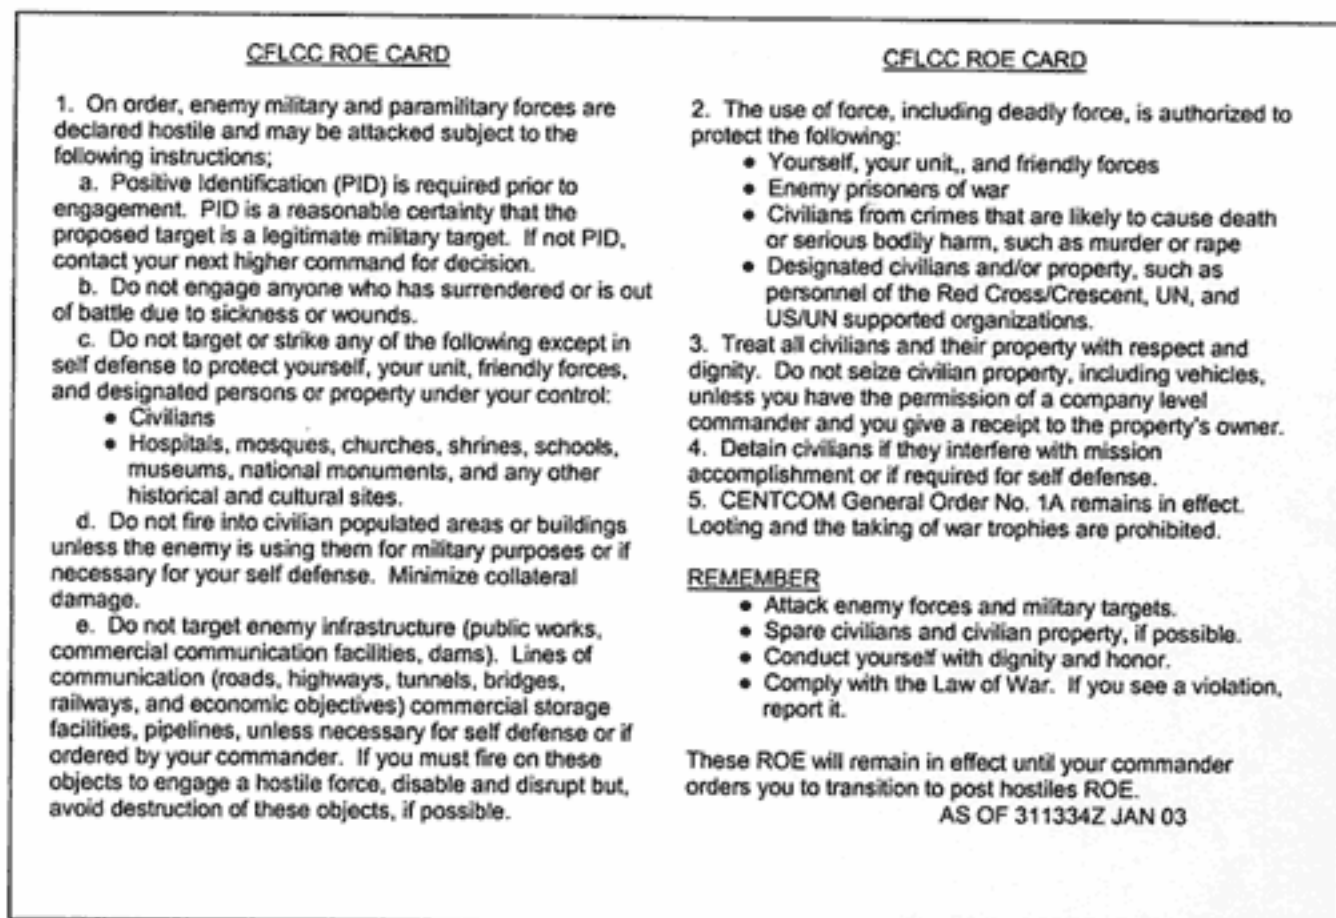 CFLCC ROE CARD
1. On order, enemy military and paramilitary forces are
declared hostile and may be attacked subject to the
following instructions;
a. Positive Identification (PID) is required prior to
engagement. PID is a reasonable certainty that the
proposed target is a legitimate military target. If not PID,
contact your next higher command for decision.
b. Do not engage anyone who has surrendered or is out
of battle due to sickness or wounds.
c. Do not target or strike any of the following except in
self defense to protect yourself, your unit, friendly forces,
and designated persons or property under your control:
• Civilians
• Hospitals, mosques, churches, shrines, schools,
museums, national monuments, and any other
historical and cultural sites.
d. Do not fire into civilian populated areas or buildings
unless the enemy is using them for military purposes or if
necessary for your self defense. Minimize collateral
damage.
e. Do not target enemy infrastructure (public works,
commercial communication facilities, dams). Lines of
communication (roads, highways, tunnels, bridges,
railways, and economic objectives) commercial storage
facilities, pipelines, unless necessary for self defense or if
ordered by your commander. If you must fire on these
objects to engage a hostile force, disable and disrupt but,
avoid destruction of these objects, if possible.
CFLCC ROE CARD
2. The use of force, including deadly force, is authorized to
protect the following:
• Yourself, your unit,, and friendly forces
• Enemy prisoners of war
• Civilians from crimes that are likely to cause death
or serious bodily harm, such as murder or rape
• Designated civilians and/or property, such as
personnel of the Red Cross/Crescent, UN, and
US/UN supported organizations.
3. Treat all civilians and their property with respect and
dignity. Do not seize civilian property, including vehicles,
unless you have the permission of a company level
commander and you give a receipt to the property's owner.
4. Detain civilians if they interfere with mission
accomplishment or if required for self defense.
5. CENTCOM General Order No. 1A remains in effect.
Looting and the taking of war trophies are prohibited.
REMEMBER
• Attack enemy forces and military targets.
• Spare civilians and civilian property, if possible.
• Conduct yourself with dignity and honor.
• Comply with the Law of War. If you see a violation,
report it.
These ROE will remain in effect until your commander
orders you to transition to post hostiles ROE.
AS OF 311334Z JAN 03